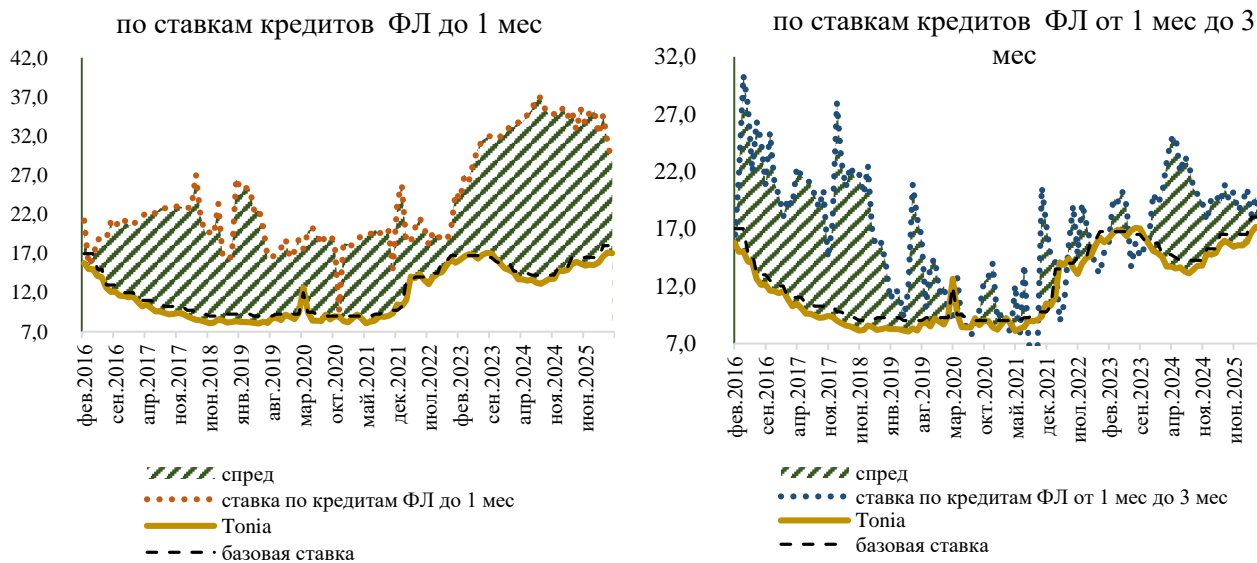 по ставкам кредитов ФЛ до 1 мес
42,0
37,0
32,0
27,0
22,0
17,0
12,0
7,0
фев.2016
сен.2016
апр.2017
ноя.2017
июн.2018
янв.2019
авг.2019
мар.2020
окт.2020
май.2021
дек.2021
июл.2022
фев.2023
сен.2023
апр.2024
ноя.2024
июн.2025
спред
ставка по кредитам ФЛ до 1 мес
Tonia
базовая ставка
по ставкам кредитов ФЛ от 1 мес до 3
мес
32,0
27,0
22,0
17,0
12,0
7,0
фев.2016
сен.2016
апр.2017
ноя.2017
июн.2018
янв.2019
авг.2019
мар.2020
окт.2020
май.2021
дек.2021
июл.2022
фев.2023
сен.2023
апр.2024
ноя.2024
июн.2025
спред
ставка по кредитам ФЛ от 1 мес до 3 мес
Tonia
базовая ставка